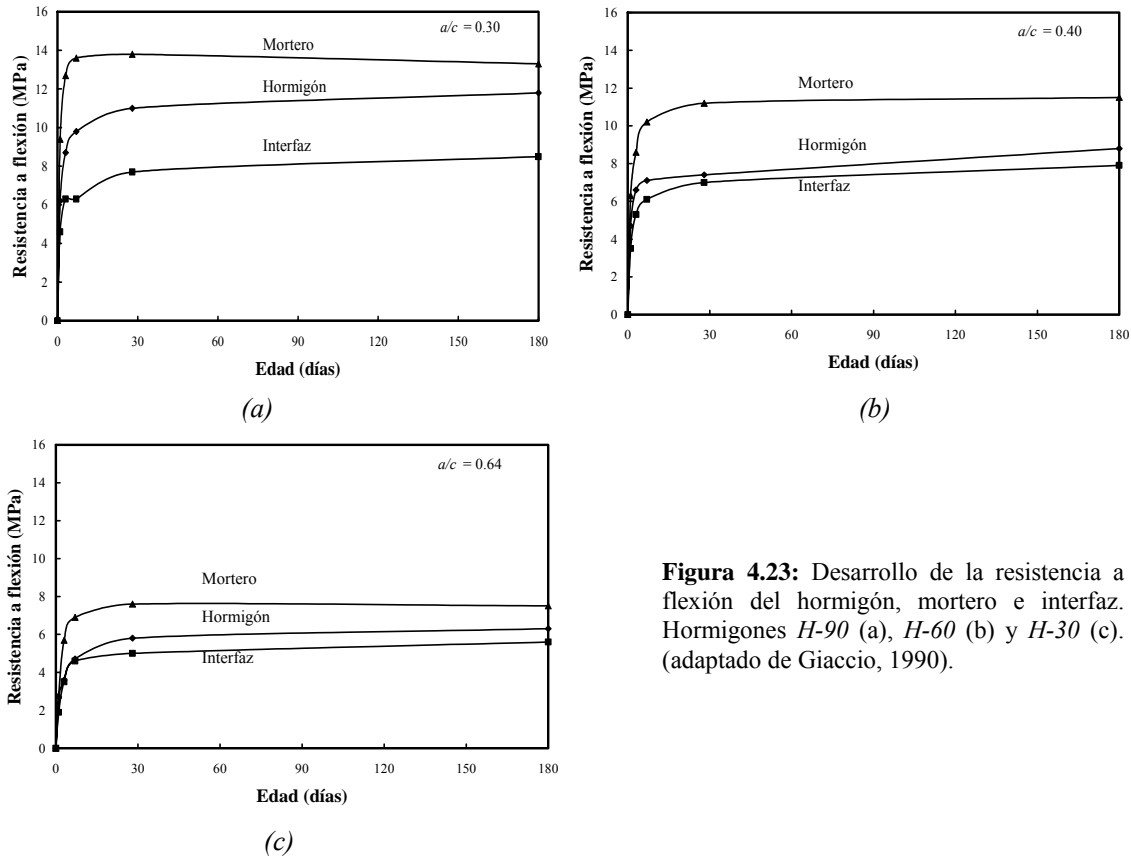 a/c = 0.30
Mortero
Hormigón
Interfaz
Resistencia a flexión (MPa)
16
14
12
10
8
6
4
2
0
0 30 60 90 120 150 180
Edad (días)
(a)
a/c = 0.40
Mortero
Hormigón
Interfaz
Resistencia a flexión (MPa)
16
14
12
10
8
6
4
2
0
0 30 60 90 120 150 180
Edad (días)
(b)
a/c = 0.64
Mortero
Hormigón
Interfaz
Resistencia a flexión (MPa)
16
14
12
10
8
6
4
2
0
0 30 60 90 120 150 180
Edad (días)
(c)
Figura 4.23: Desarrollo de la resistencia a
flexión del hormigón, mortero e interfaz.
Hormigones H-90 (a), H-60 (b) y H-30 (c).
(adaptado de Giaccio, 1990).